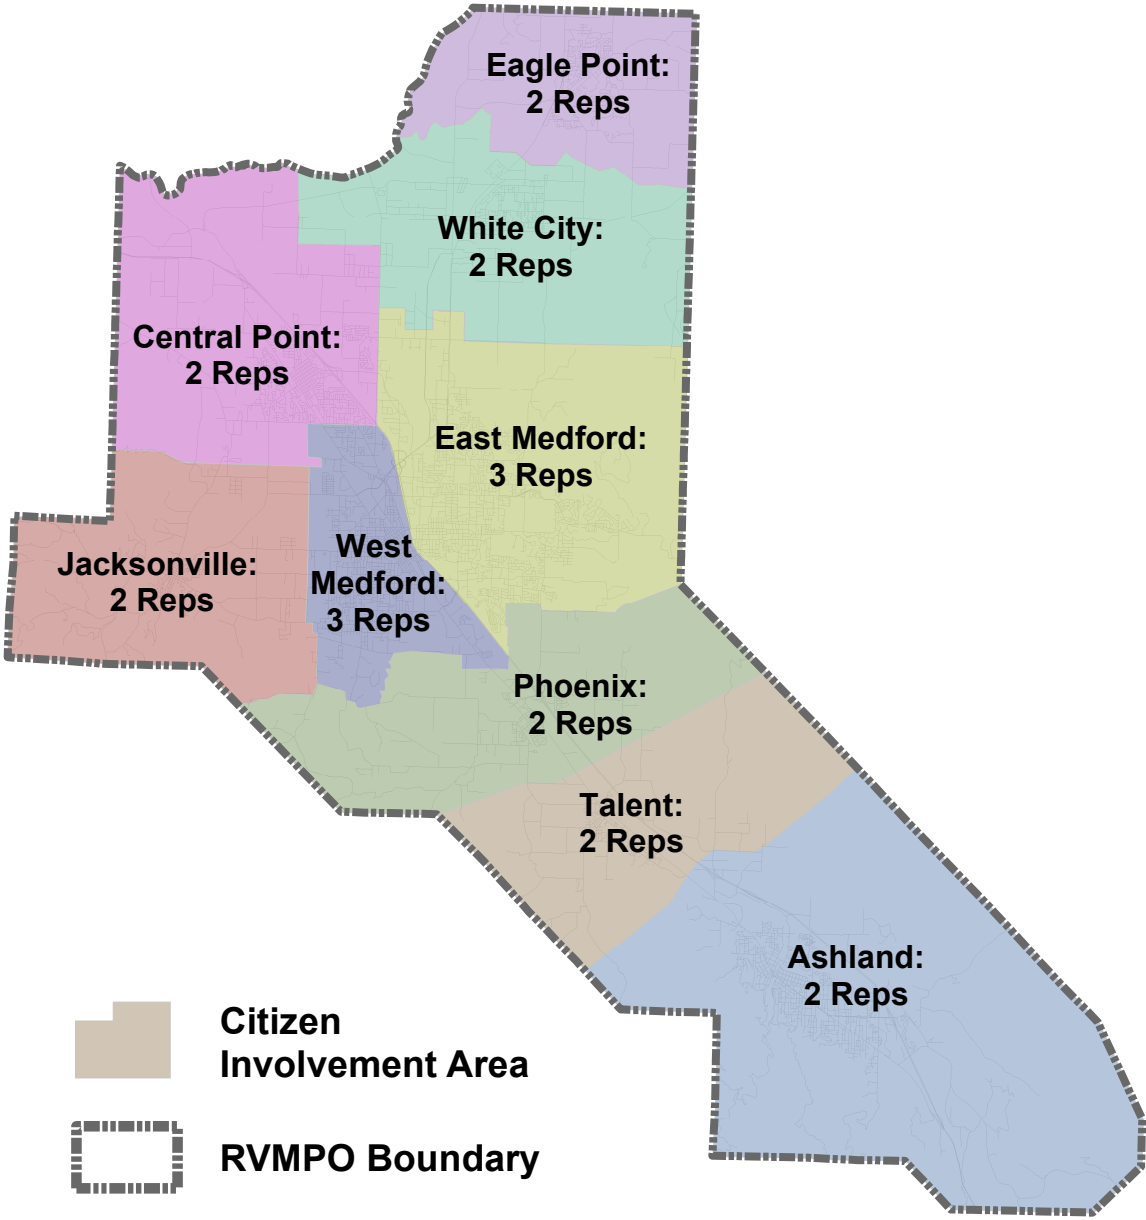 Eagle Point:
2 Reps
White City:
2 Reps
Central Point:
2 Reps
East Medford:
3 Reps
Jacksonville:
2 Reps
West
Medford:
3 Reps
Phoenix:
2 Reps
Talent:
2 Reps
Ashland:
2 Reps
Citizen
Involvement Area
RVMPO Boundary